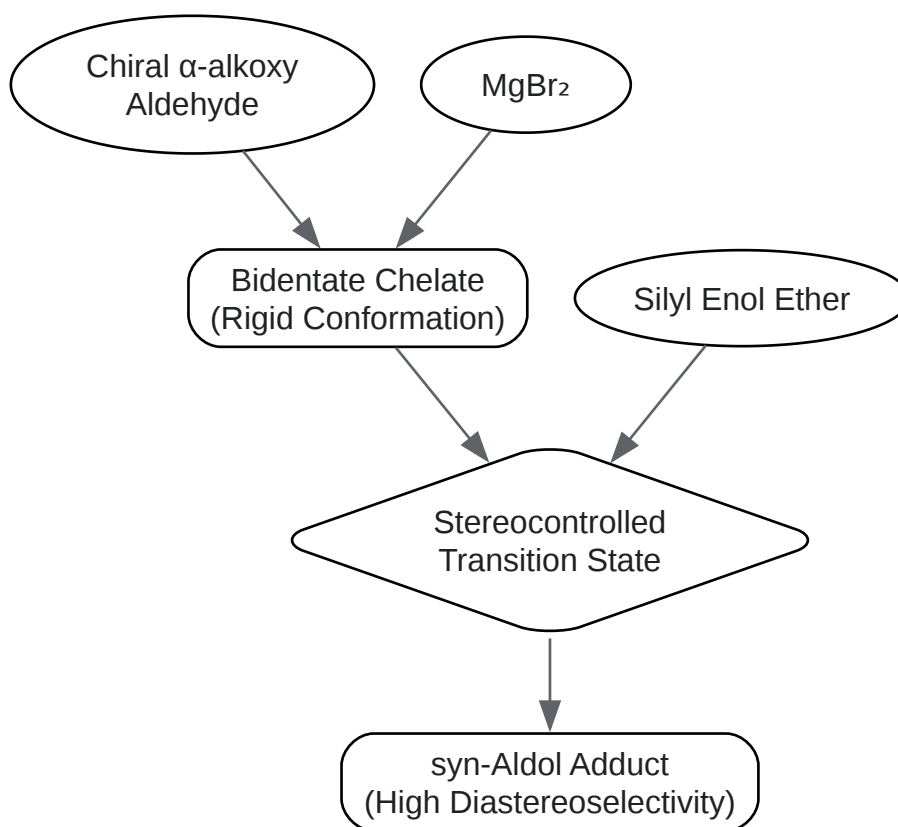 Chiral α-alkoxy
Aldehyde
MgBr₂
Bidentate Chelate
(Rigid Conformation)
Silyl Enol Ether
Stereocontrolled
Transition State
syn-Aldol Adduct
(High Diastereoselectivity)